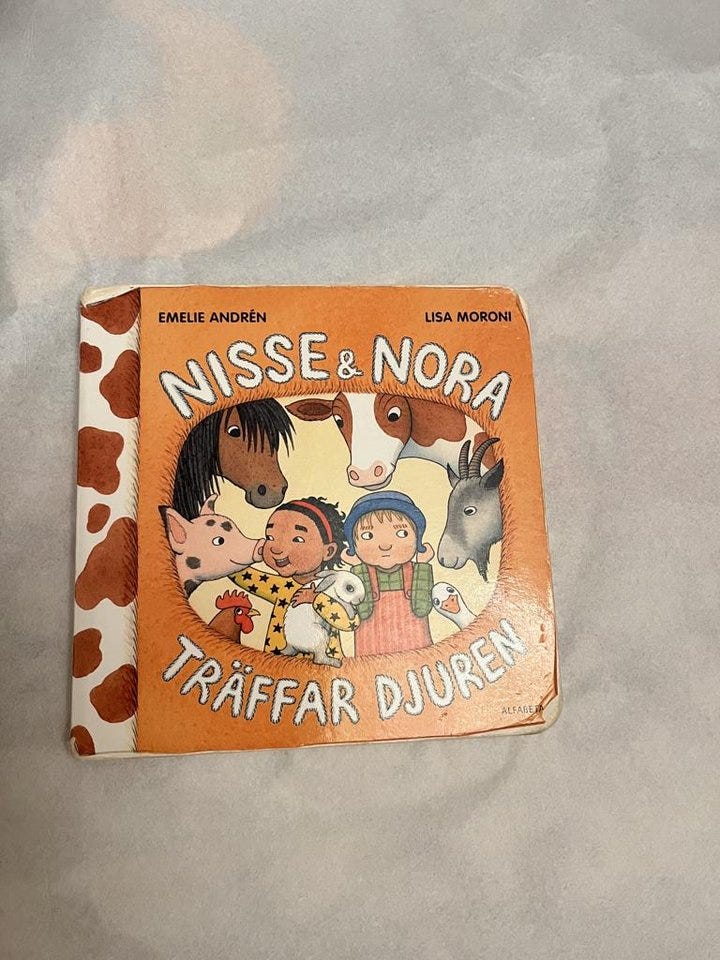 EMELIE ANDRÉN
LISA MORONI
NISSE & NORA
TRÄFFAR DJUREN
ALFABETA